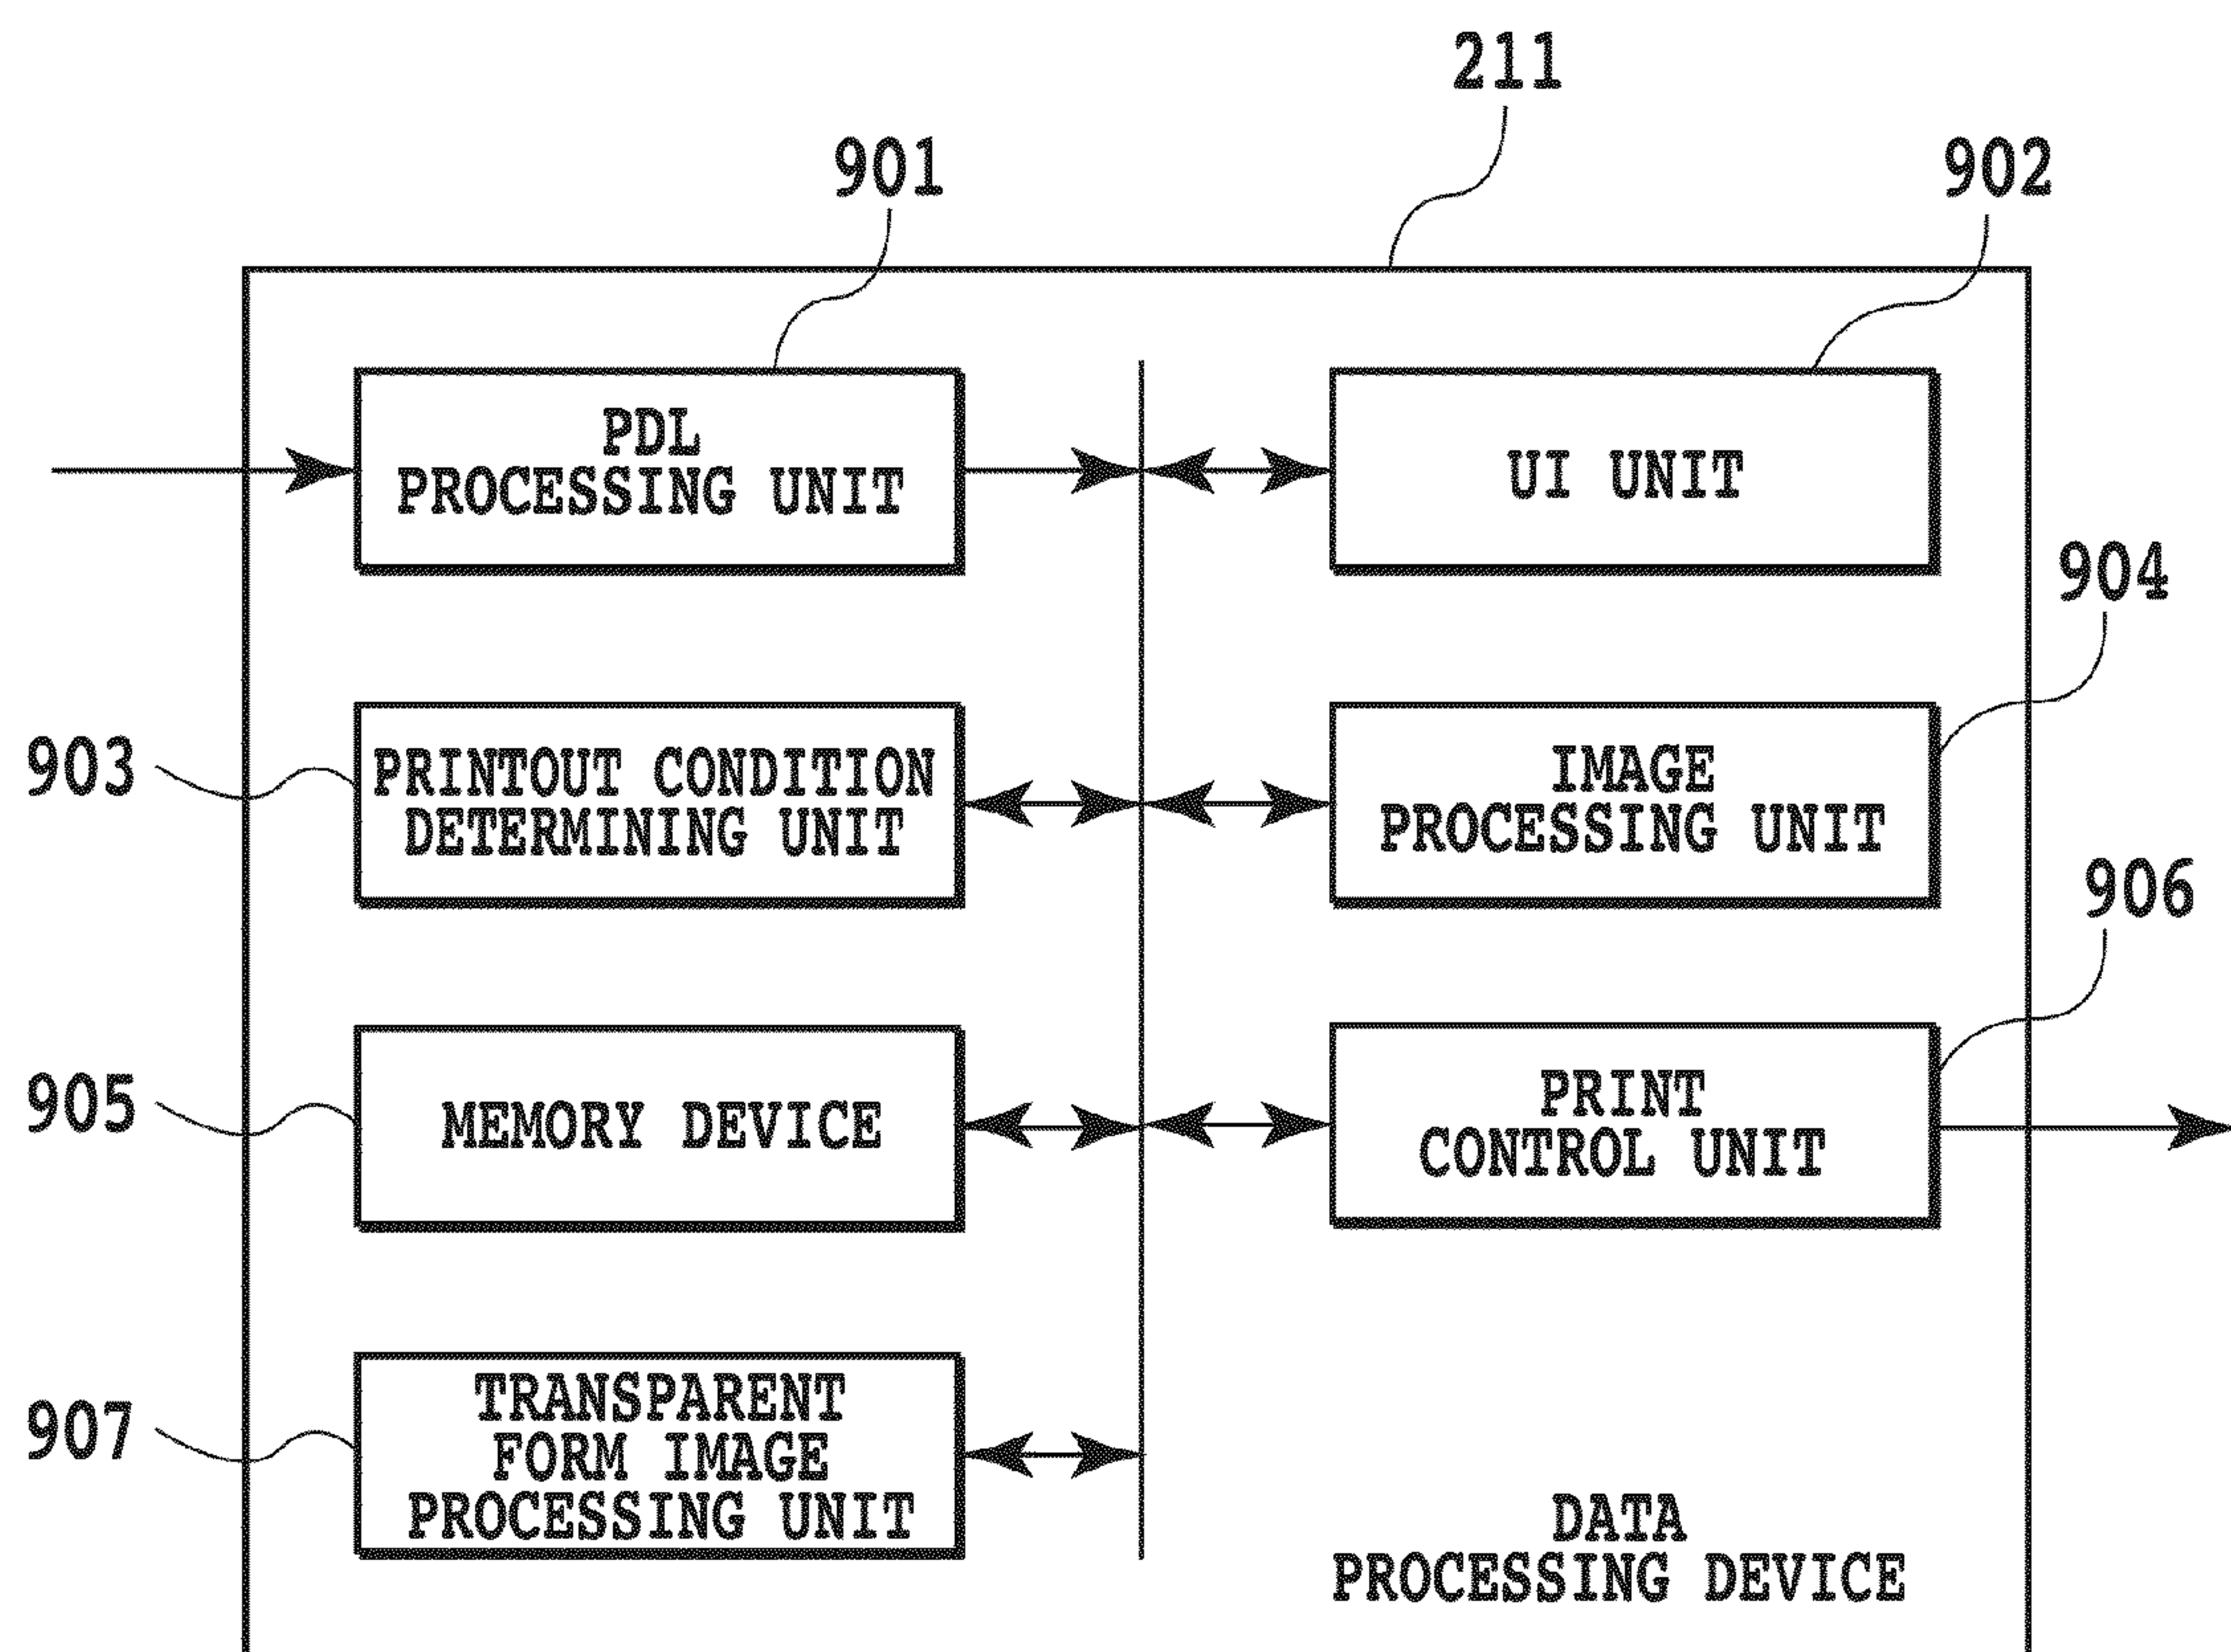 211
901
902
PDL
PROCESSING UNIT
UI UNIT
904
903
PRINTOUT CONDITION
DETERMINING UNIT
IMAGE
PROCESSING UNIT
906
905
MEMORY DEVICE
PRINT
CONTROL UNIT
907
TRANSPARENT
FORM IMAGE
PROCESSING UNIT
DATA
PROCESSING DEVICE